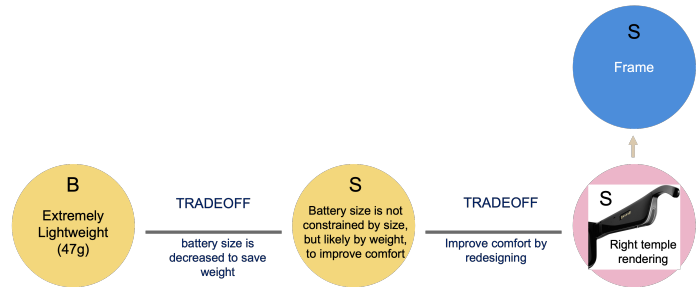 S
Frame
B
Extremely
Lightweight
(47g)
TRADEOFF
battery size is
decreased to save
weight
S
Battery size is not
constrained by size,
but likely by weight,
to improve comfort
TRADEOFF
Improve comfort by
redesigning
S
Right temple
rendering